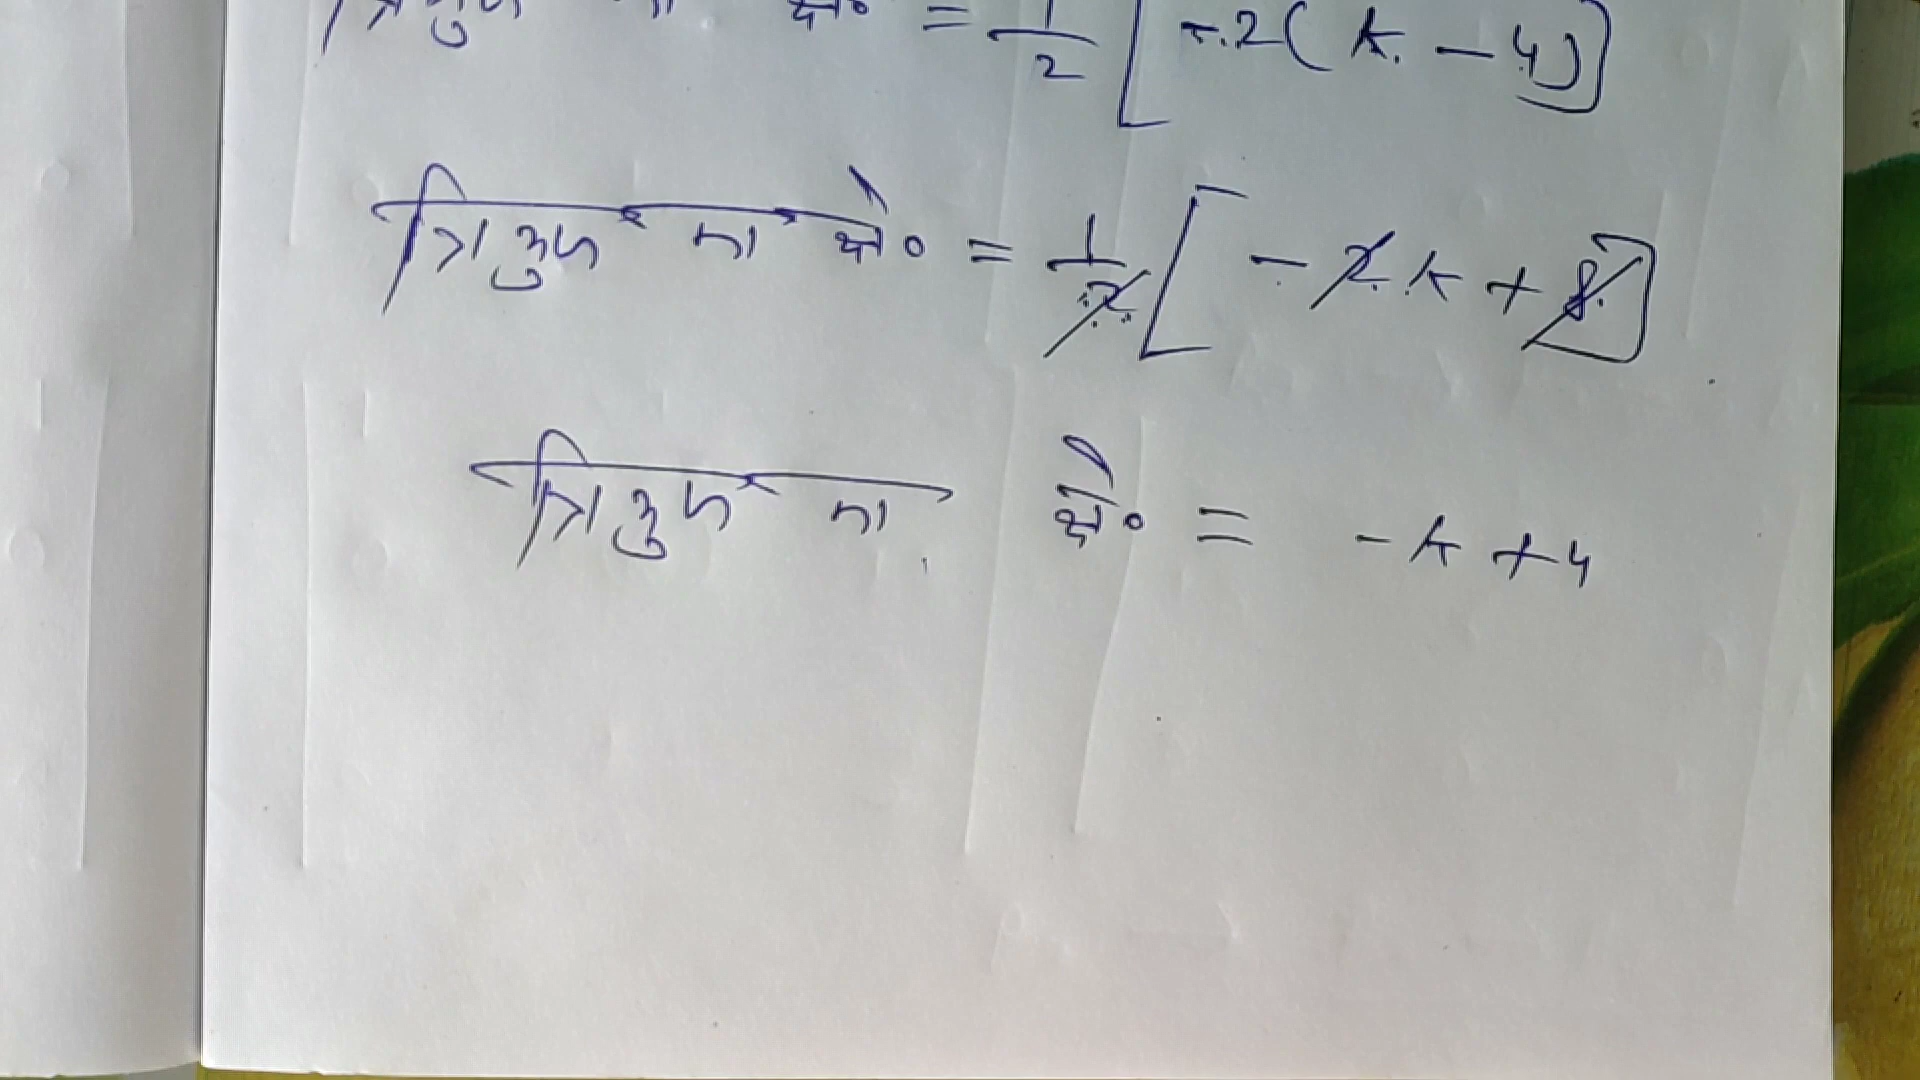 त्रिभुज का क्षे० = 1/2 [-2(k - 4)]
त्रिभुज का क्षे० = 1/2 [-2k + 8]
त्रिभुज का क्षे० = -k + 4